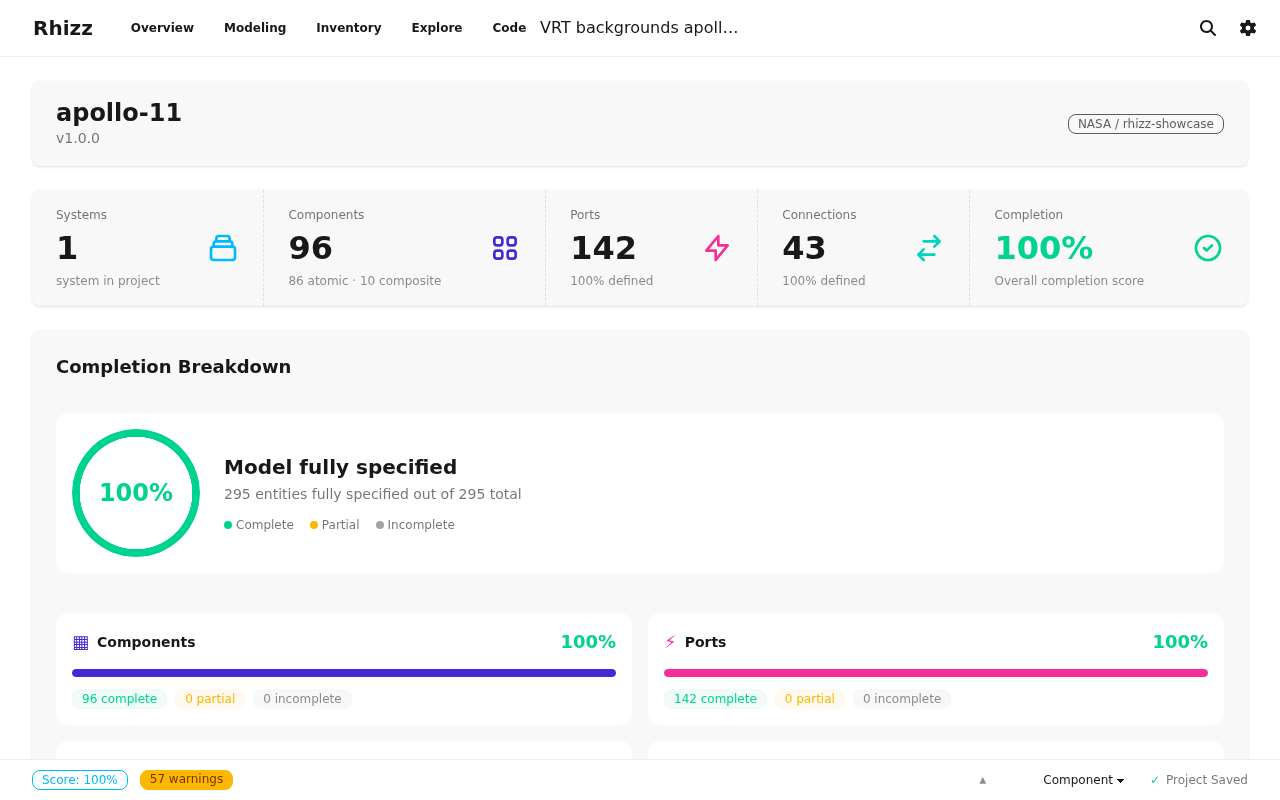 Rhizz Overview Modeling Inventory Explore Code VRT backgrounds apoll...
apollo-11
v1.0.0
NASA / rhizz-showcase
Systems
1
system in project
Components
96
86 atomic · 10 composite
Ports
142
100% defined
Connections
43
100% defined
Completion
100%
Overall completion score
Completion Breakdown
100%
Model fully specified
295 entities fully specified out of 295 total
Complete Partial Incomplete
Components 100%
96 complete 0 partial 0 incomplete
Ports 100%
142 complete 0 partial 0 incomplete
Score: 100% 57 warnings ▲ Component ✓ Project Saved